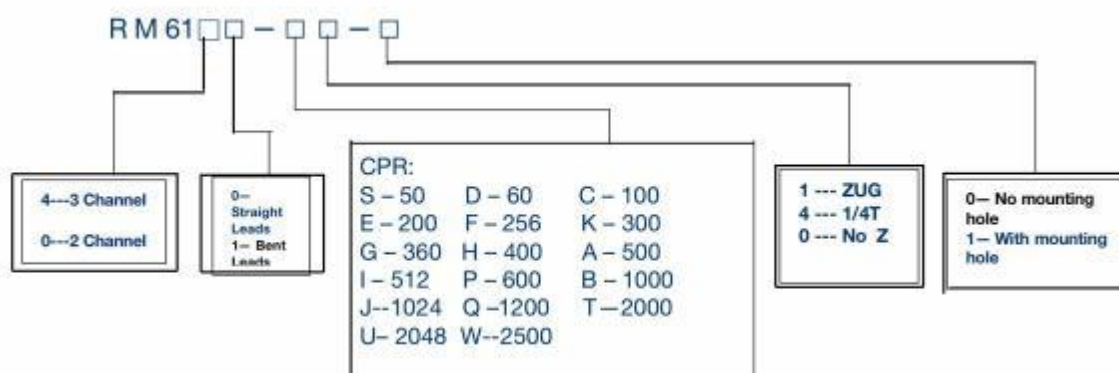 RM61□□-□□-□
4---3 Channel
0---2 Channel
0—
Straight
Leads
1— Bent
Leads
CPR:
S – 50 D – 60 C – 100
E – 200 F – 256 K – 300
G – 360 H – 400 A – 500
I – 512 P – 600 B – 1000
J--1024 Q –1200 T—2000
U– 2048 W--2500
1 --- ZUG
4 --- 1/4T
0 --- No Z
0— No mounting
hole
1— With mounting
hole